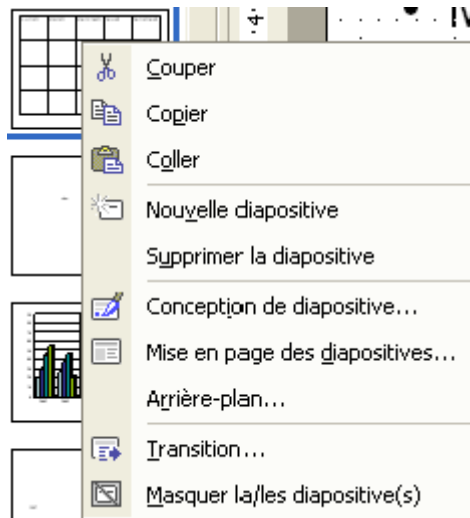 Couper
Copier
Coller
Nouvelle diapositive
Supprimer la diapositive
Conception de diapositive...
Mise en page des diapositives...
Arrière-plan...
Transition...
Masquer la/les diapositive(s)